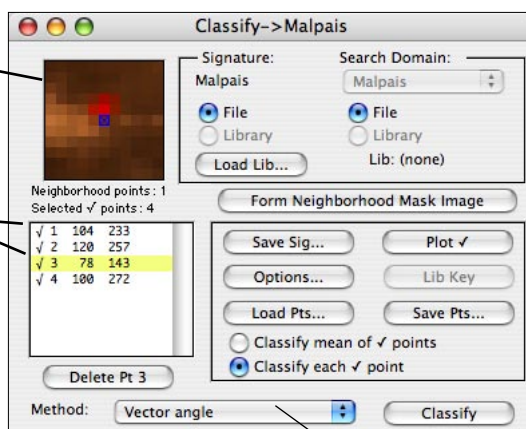 Classify->Malpais
Signature:
Malpais
File
Library
Load Lib...
Search Domain:
Malpais
File
Library
Lib: (none)
Neighborhood points: 1
Selected √ points: 4
Form Neighborhood Mask Image
√ 1 104 233
√ 2 120 257
√ 3 78 143
√ 4 100 272
Delete Pt 3
Save Sig...
Plot √
Options...
Lib Key
Load Pts...
Save Pts...
Classify mean of √ points
Classify each √ point
Method:
Vector angle
Classify